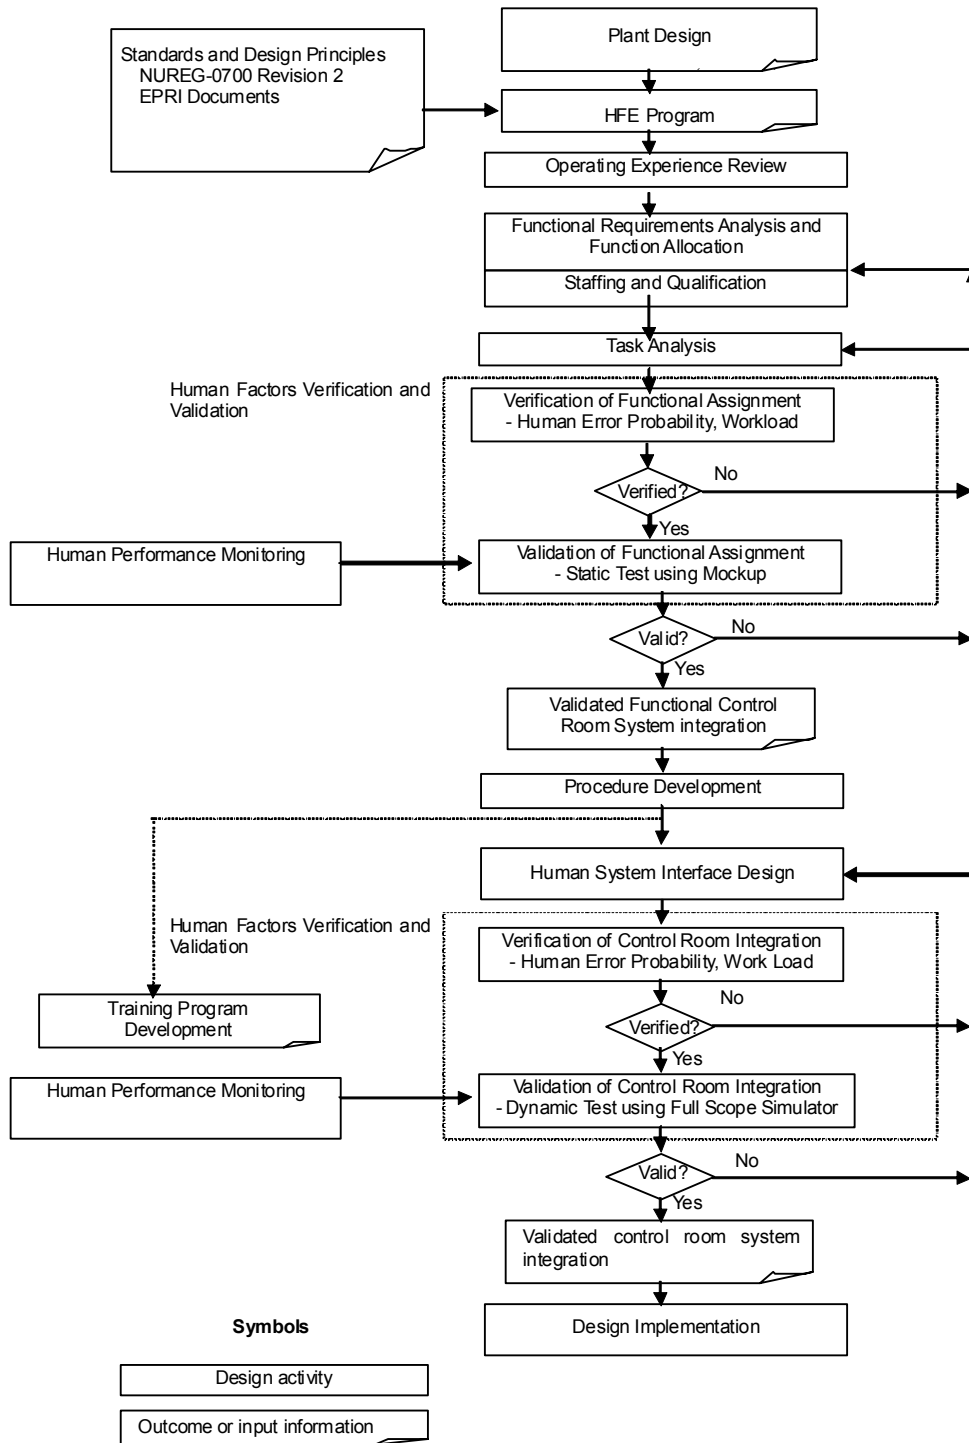 Plant Design
Standards and Design Principles
NUREG-0700 Revision 2
EPRI Documents
HFE Program
Operating Experience Review
Functional Requirements Analysis and
Function Allocation
Staffing and Qualification
Task Analysis
Human Factors Verification and
Validation
Verification of Functional Assignment
- Human Error Probability, Workload
No
Verified?
Yes
Human Performance Monitoring
Validation of Functional Assignment
- Static Test using Mockup
No
Valid?
Yes
Validated Functional Control
Room System integration
Procedure Development
Human System Interface Design
Human Factors Verification and
Validation
Verification of Control Room Integration
- Human Error Probability, Work Load
No
Training Program
Development
Verified?
Yes
Human Performance Monitoring
Validation of Control Room Integration
- Dynamic Test using Full Scope Simulator
No
Valid?
Yes
Validated control room system
integration
Design Implementation
Symbols
Design activity
Outcome or input information